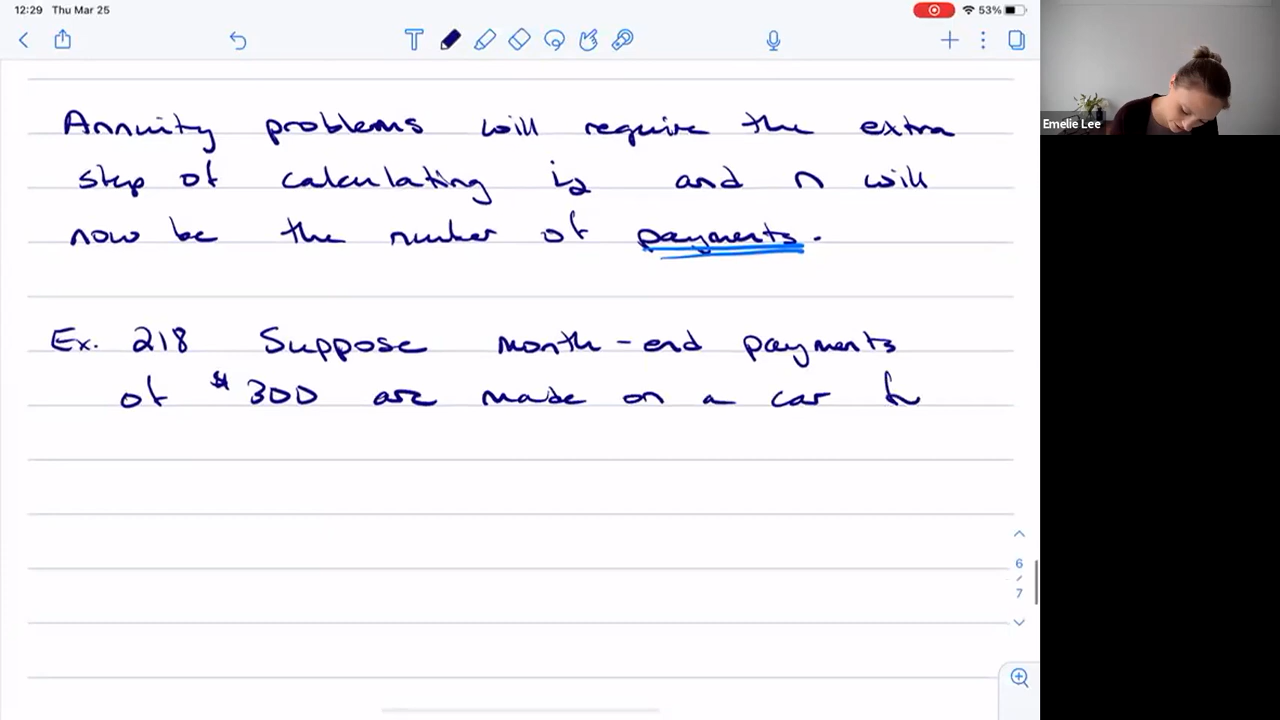 12:29 Thu Mar 25
53%
Emelie Lee
Annuity problems will require the extra
step of calculating i2 and n will
now be the number of payments.
Ex. 218 Suppose month-end payments
of $300 are made on a car
6
7